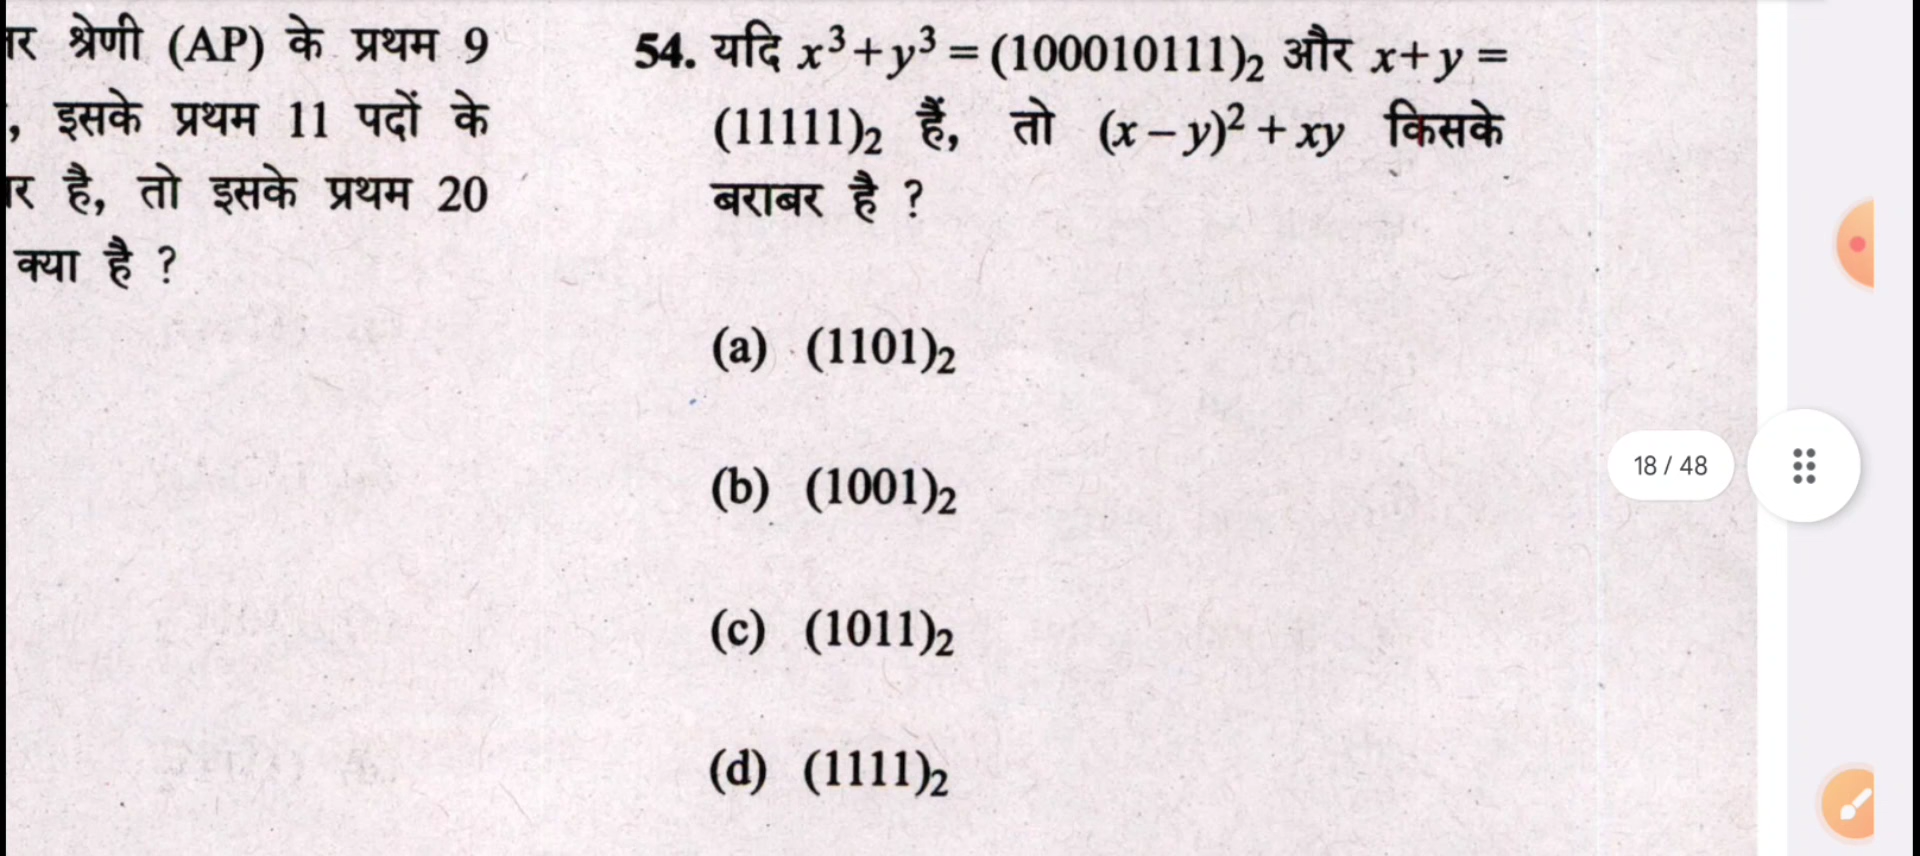 श्रेणी (AP) के प्रथम 9
, इसके प्रथम 11 पदों के
है, तो इसके प्रथम 20
क्या है ?
54. यदि x³+y³ = (100010111)₂ और x+y =
(11111)₂ हैं, तो (x – y)² + xy किसके
बराबर है ?
(a) (1101)₂
(b) (1001)₂
(c) (1011)₂
(d) (1111)₂
18 / 48